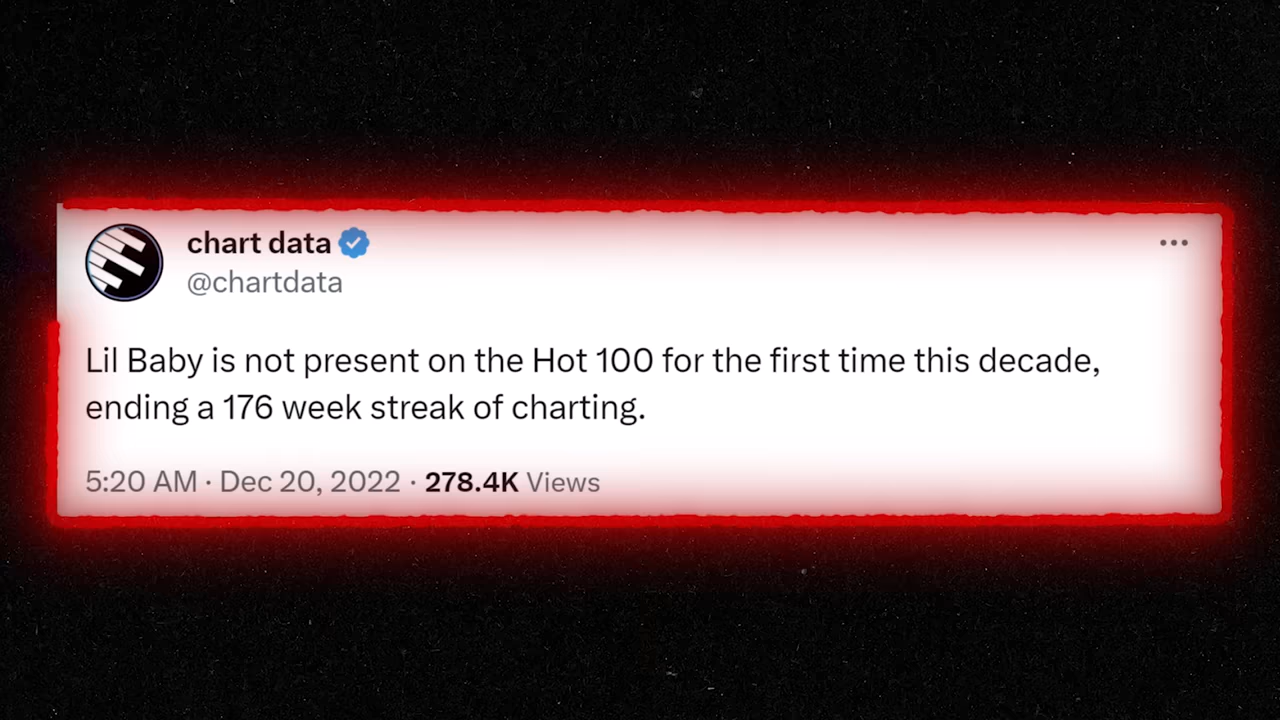 chart data
@chartdata
Lil Baby is not present on the Hot 100 for the first time this decade,
ending a 176 week streak of charting.
5:20 AM · Dec 20, 2022 · 278.4K Views